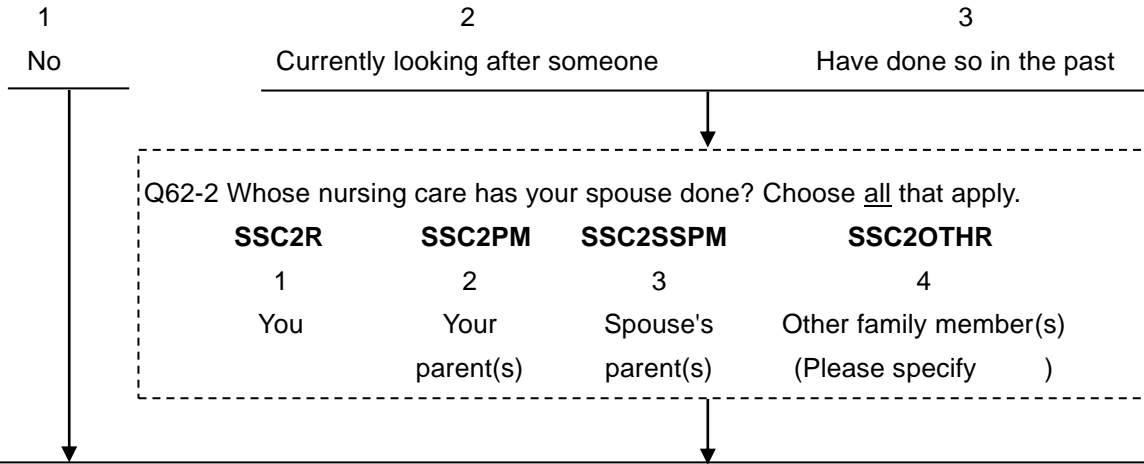 1 2 3
No Currently looking after someone Have done so in the past
Q62-2 Whose nursing care has your spouse done? Choose all that apply.
SSC2R SSC2PM SSC2SSPM SSC2OTHR
1 2 3 4
You Your Spouse's Other family member(s)
parent(s) parent(s) (Please specify )